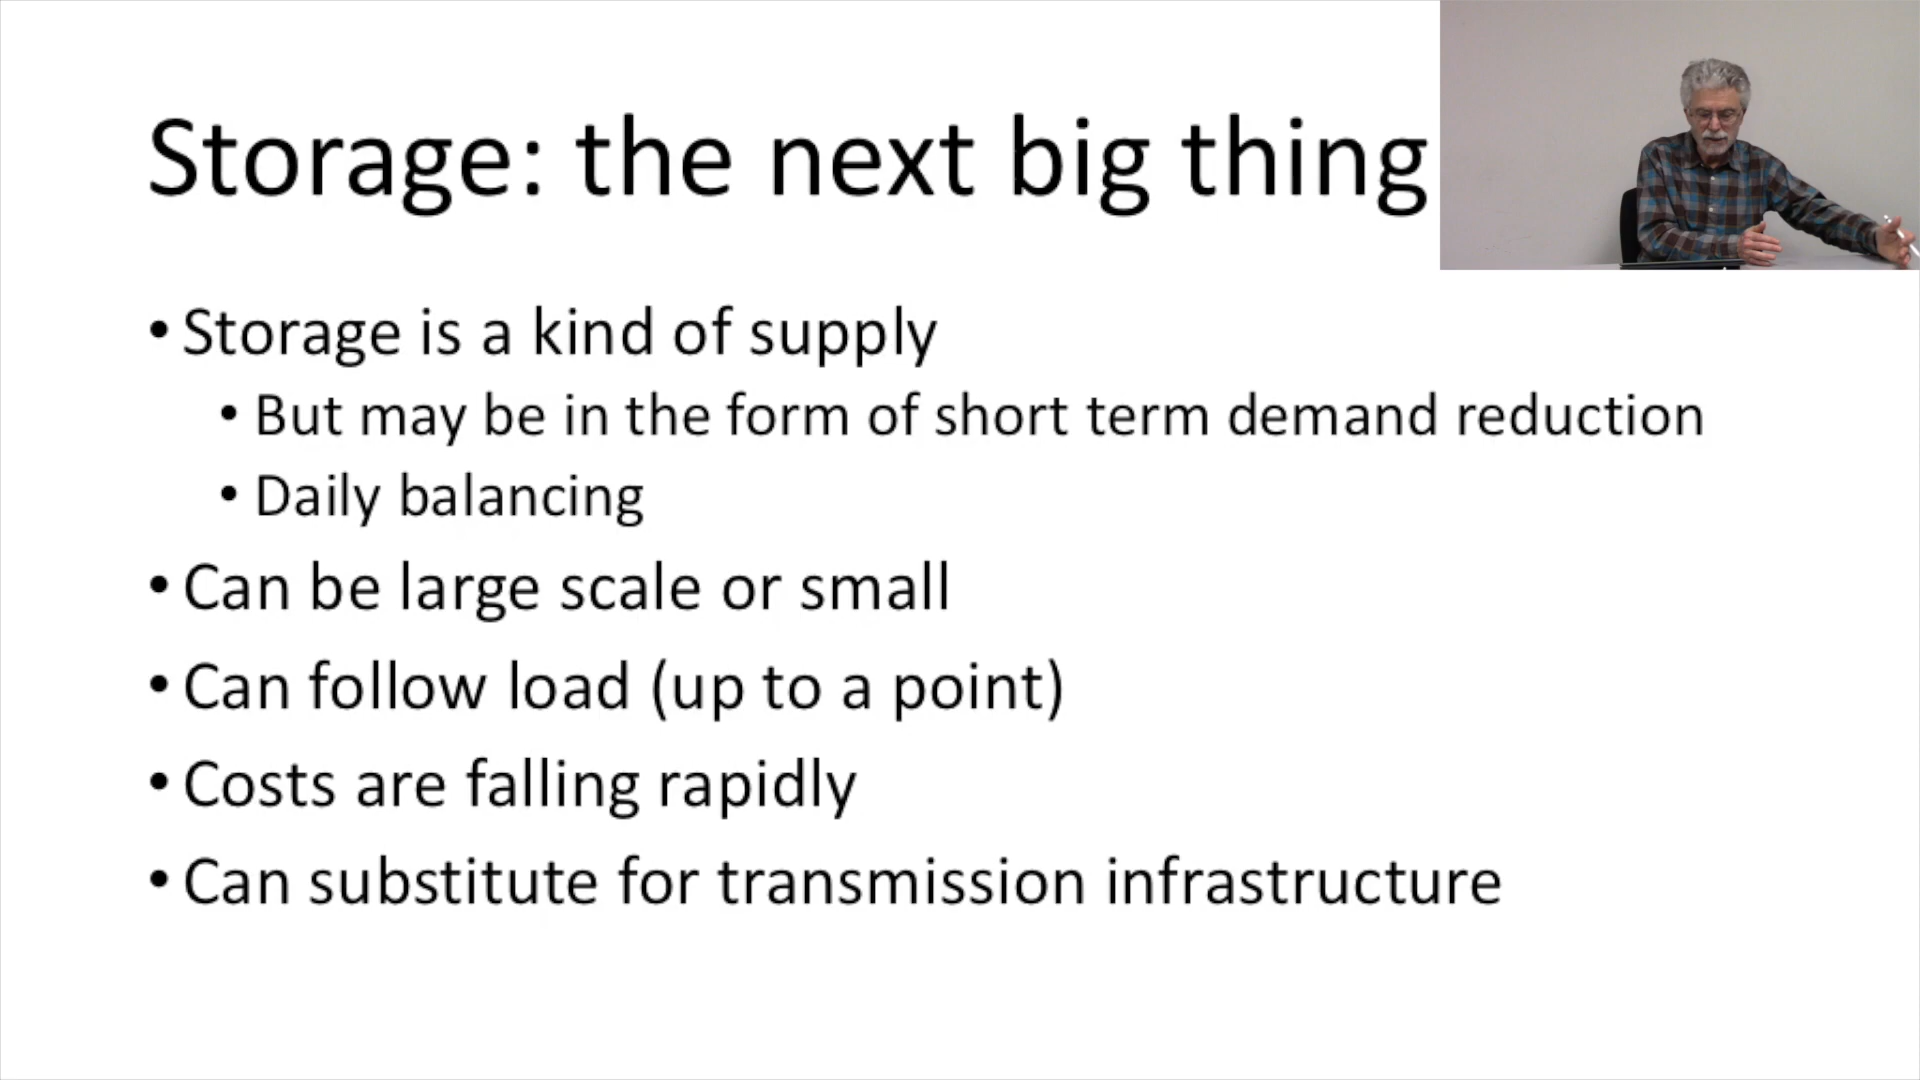 Storage: the next big thing
• Storage is a kind of supply
• But may be in the form of short term demand reduction
• Daily balancing
• Can be large scale or small
• Can follow load (up to a point)
• Costs are falling rapidly
• Can substitute for transmission infrastructure